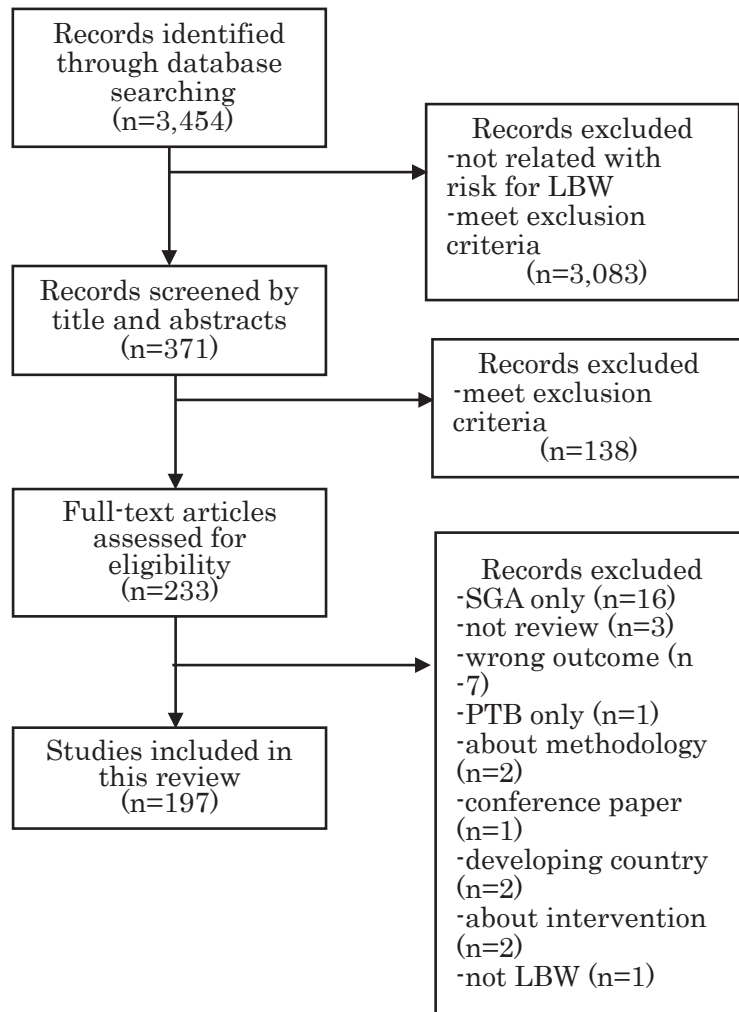 Records identified
through database
searching
(n=3,454)
Records excluded
-not related with
risk for LBW
-meet exclusion
criteria
(n=3,083)
Records screened by
title and abstracts
(n=371)
Records excluded
-meet exclusion
criteria
(n=138)
Full-text articles
assessed for
eligibility
(n=233)
Records excluded
-SGA only (n=16)
-not review (n=3)
-wrong outcome (n
-7)
-PTB only (n=1)
-about methodology
(n=2)
-conference paper
(n=1)
-developing country
(n=2)
-about intervention
(n=2)
-not LBW (n=1)
Studies included in
this review
(n=197)